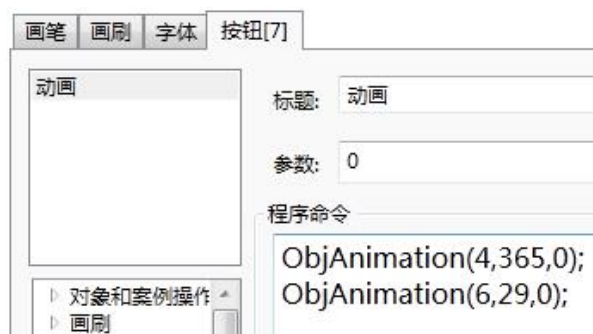 画笔 画刷 字体 按钮[7]
动画
标题: 动画
参数: 0
程序命令
ObjAnimation(4,365,0);
ObjAnimation(6,29,0);
对象和案例操作
画刷